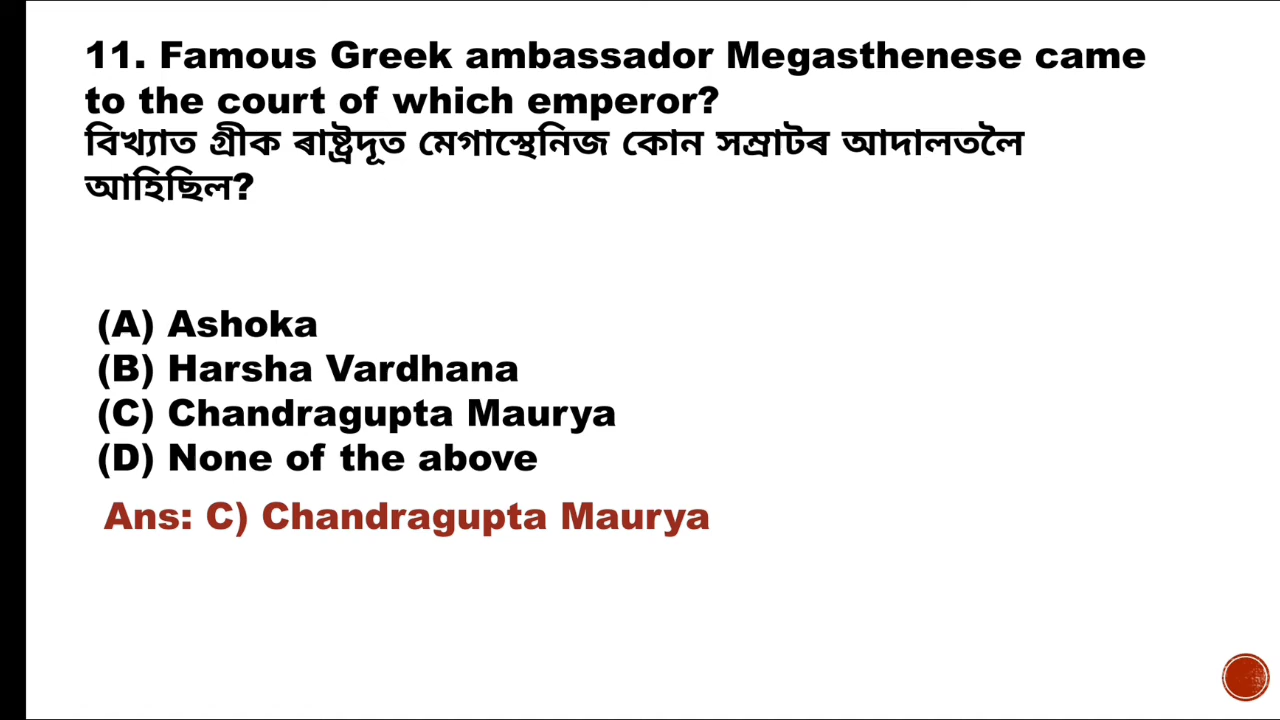 11. Famous Greek ambassador Megasthenese came
to the court of which emperor?
বিখ্যাত গ্ৰীক ৰাষ্ট্ৰদূত মেগাস্থেনিজ কোন সম্ৰাটৰ আদালতলৈ
আহিছিল?
(A) Ashoka
(B) Harsha Vardhana
(C) Chandragupta Maurya
(D) None of the above
Ans: C) Chandragupta Maurya